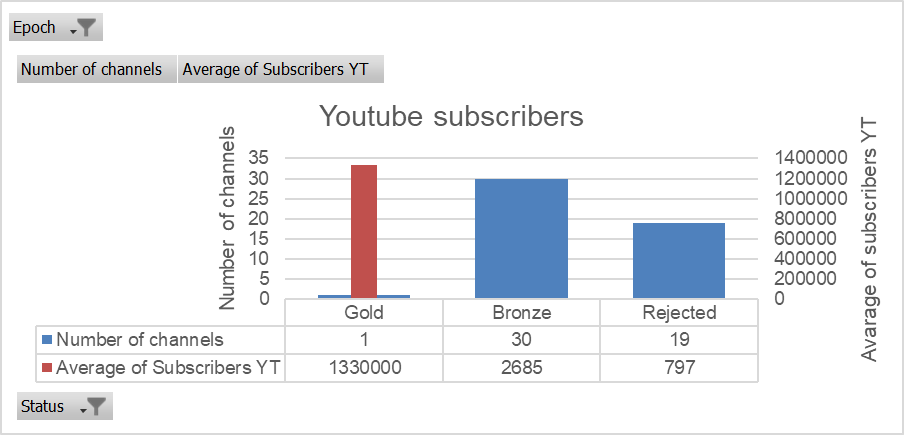 Epoch
Number of channels Average of Subscribers YT
Youtube subscribers
Number of channels
35
30
25
20
15
10
5
0
1400000
1200000
1000000
800000
600000
400000
200000
0
Avarage of subscribers YT
Gold Bronze Rejected
Number of channels 1 30 19
Average of Subscribers YT 1330000 2685 797
Status